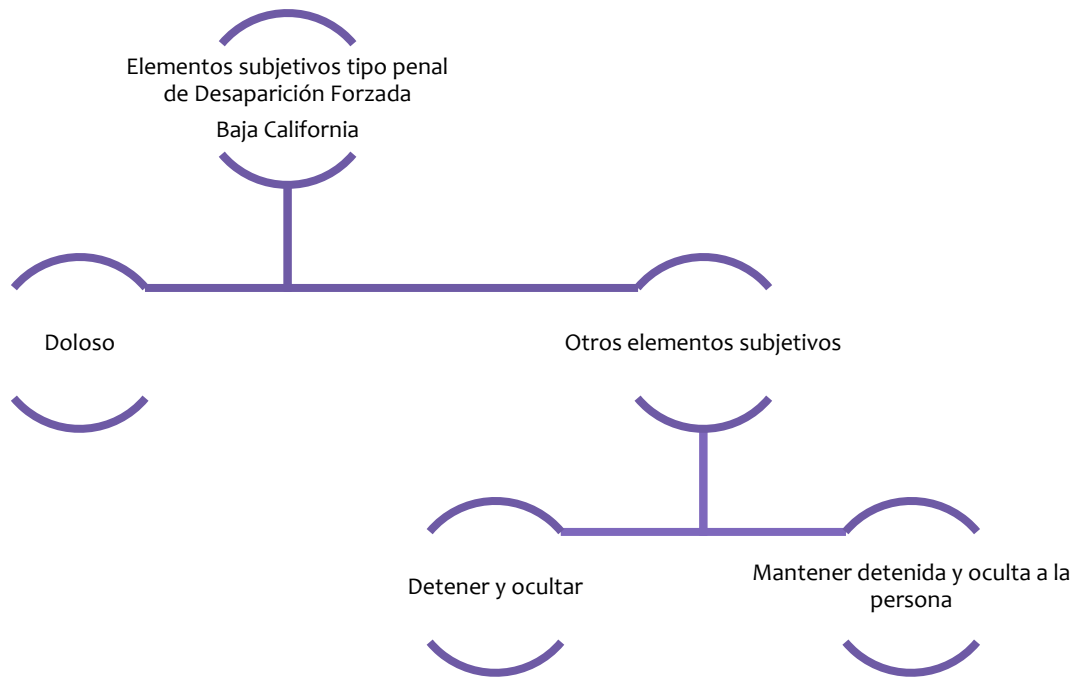 Elementos subjetivos tipo penal
de Desaparición Forzada
Baja California
Doloso
Otros elementos subjetivos
Detener y ocultar
Mantener detenida y oculta a la
persona